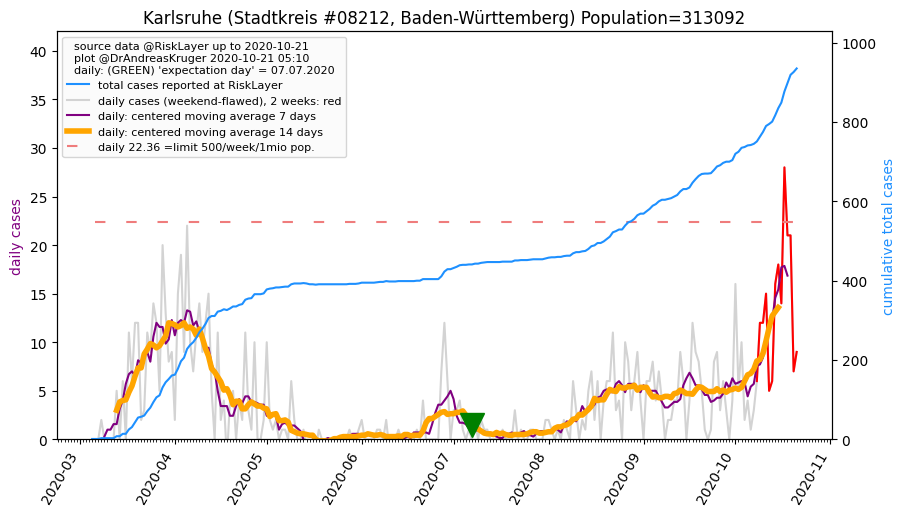 Karlsruhe (Stadtkreis #08212, Baden-Württemberg) Population=313092
source data @RiskLayer up to 2020-10-21
plot @DrAndreasKruger 2020-10-21 05:10
daily: (GREEN) 'expectation day' = 07.07.2020
total cases reported at RiskLayer
daily cases (weekend-flawed), 2 weeks: red
daily: centered moving average 7 days
daily: centered moving average 14 days
daily 22.36 =limit 500/week/1mio pop.
daily cases
40
35
30
25
20
15
10
5
0
cumulative total cases
1000
800
600
400
200
0
2020-03
2020-04
2020-05
2020-06
2020-07
2020-08
2020-09
2020-10
2020-11